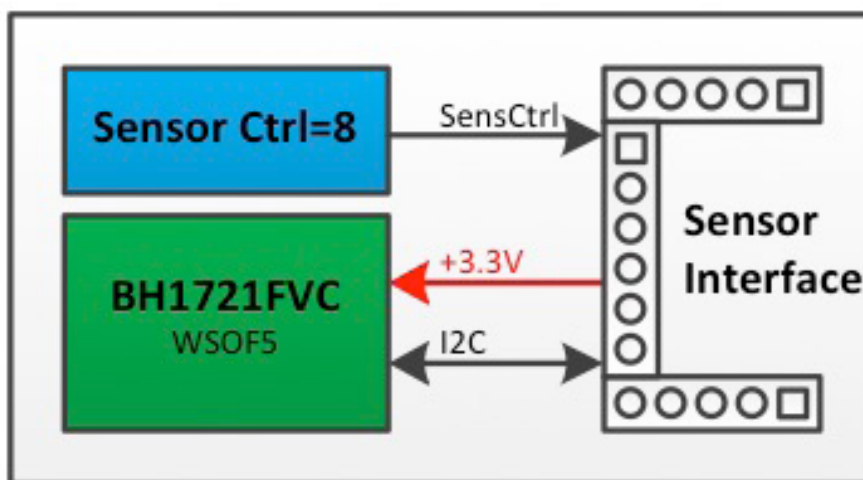 Sensor Ctrl=8
SensCtrl
BH1721FVC
WSOF5
+3.3V
I2C
Sensor
Interface